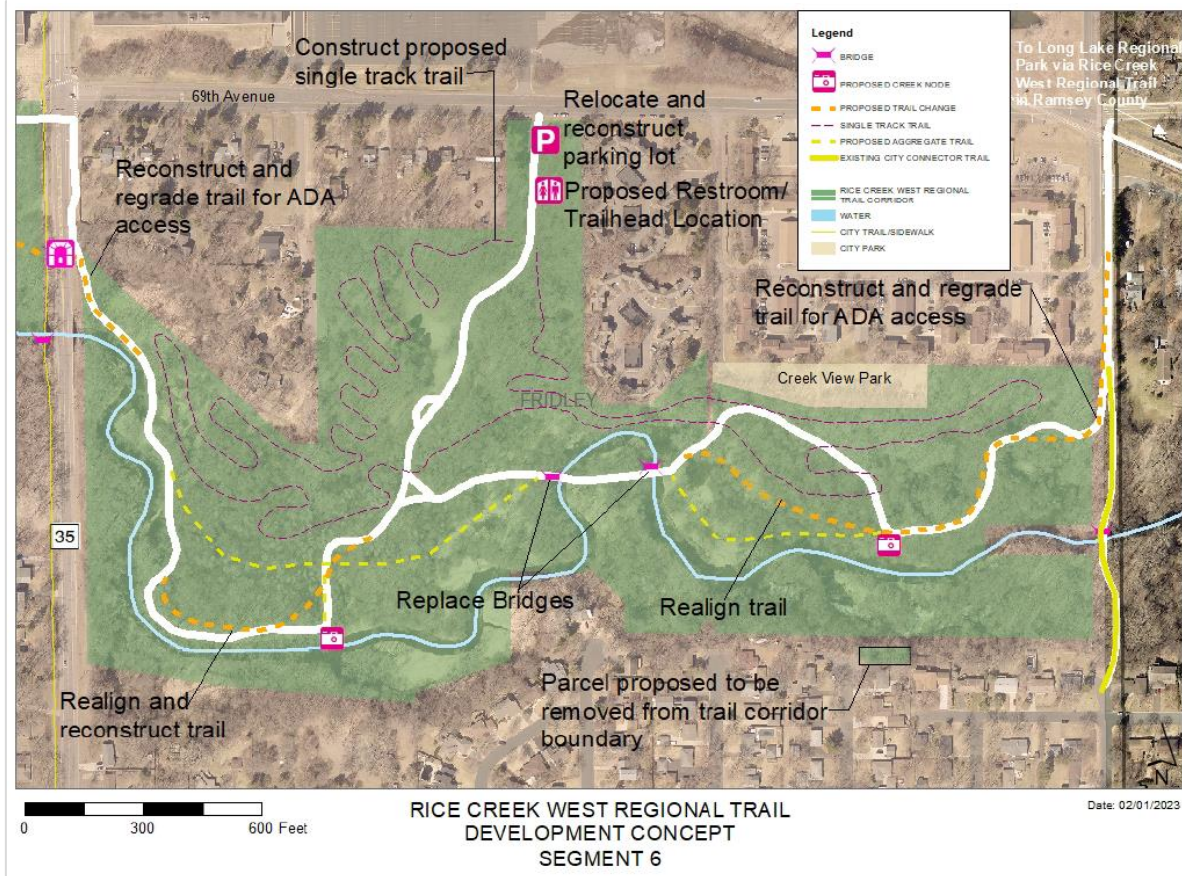 Construct proposed
single track trail
69th Avenue
Relocate and
reconstruct
parking lot
P
Proposed Restroom/
Trailhead Location
Reconstruct and
regrade trail for ADA
access
Legend
BRIDGE
PROPOSED CREEK NODE
PROPOSED TRAIL CHANGE
SINGLE TRACK TRAIL
PROPOSED AGGREGATE TRAIL
EXISTING CITY CONNECTOR TRAIL
RICE CREEK WEST REGIONAL
TRAIL CORRIDOR
WATER
CITY TRAIL/SIDEWALK
CITY PARK
To Long Lake Regional
Park via Rice Creek
West Regional Trail
in Ramsey County
Reconstruct and regrade
trail for ADA access
Creek View Park
FRIDLEY
35
Replace Bridges
Realign trail
Realign and
reconstruct trail
Parcel proposed to be
removed from trail corridor
boundary
N
0 300 600 Feet
RICE CREEK WEST REGIONAL TRAIL
DEVELOPMENT CONCEPT
SEGMENT 6
Date: 02/01/2023